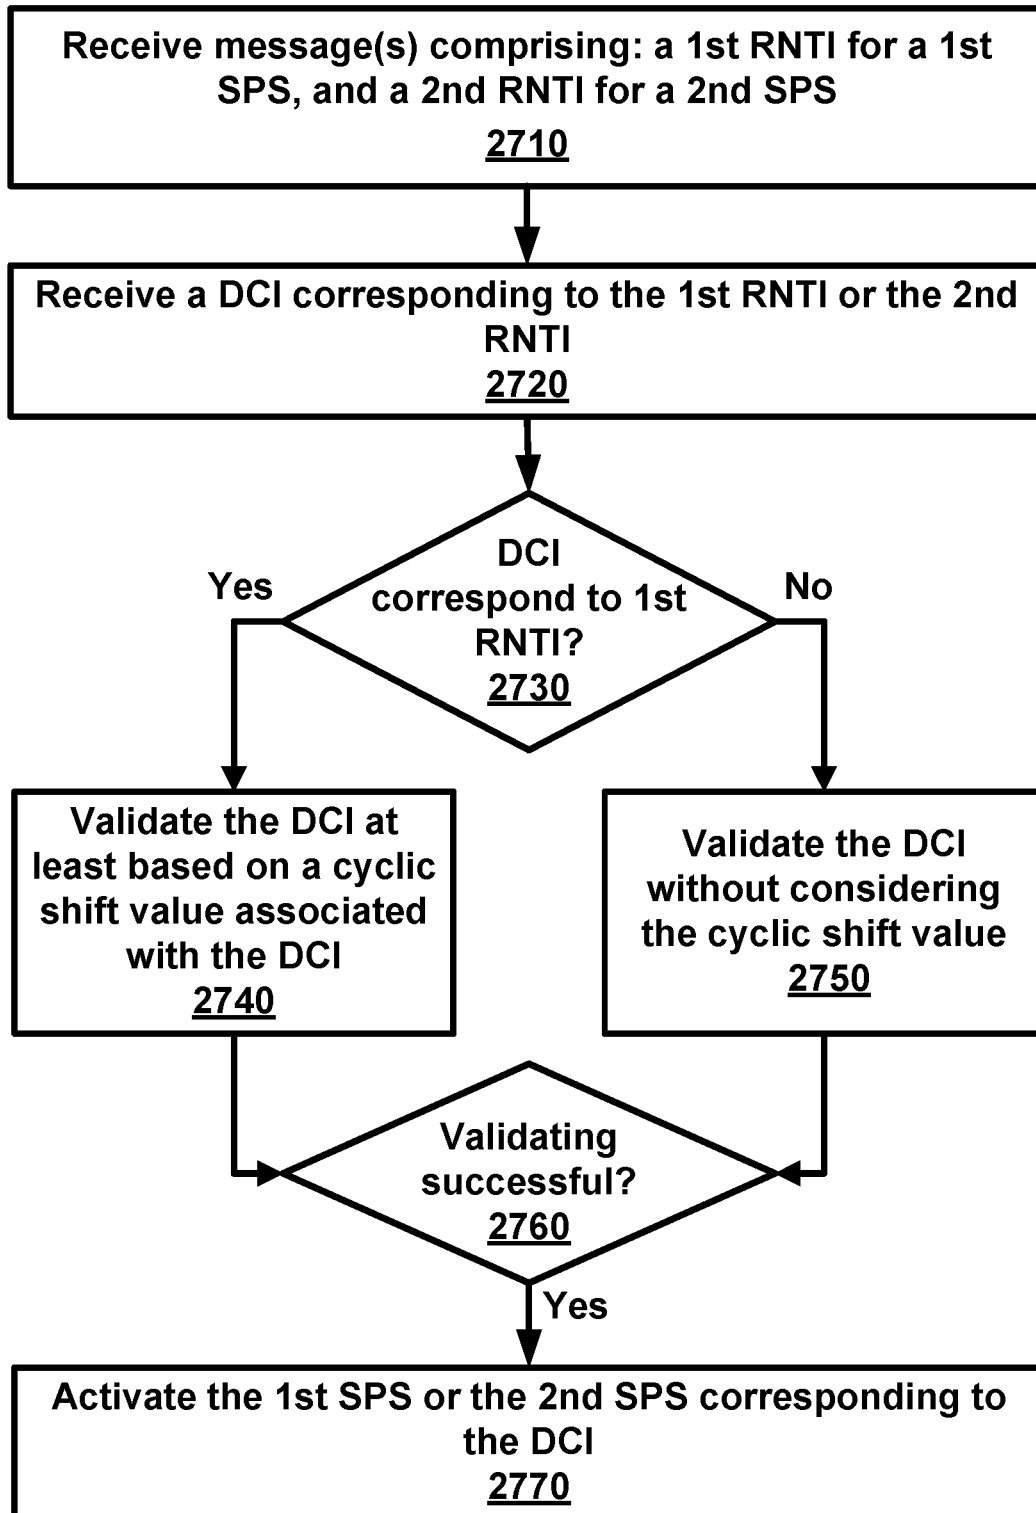 Receive message(s) comprising: a 1st RNTI for a 1st
SPS, and a 2nd RNTI for a 2nd SPS
2710
Receive a DCI corresponding to the 1st RNTI or the 2nd
RNTI
2720
DCI
correspond to 1st
RNTI?
2730
Yes
No
Validate the DCI at
least based on a cyclic
shift value associated
with the DCI
2740
Validate the DCI
without considering
the cyclic shift value
2750
Validating
successful?
2760
Yes
Activate the 1st SPS or the 2nd SPS corresponding to
the DCI
2770